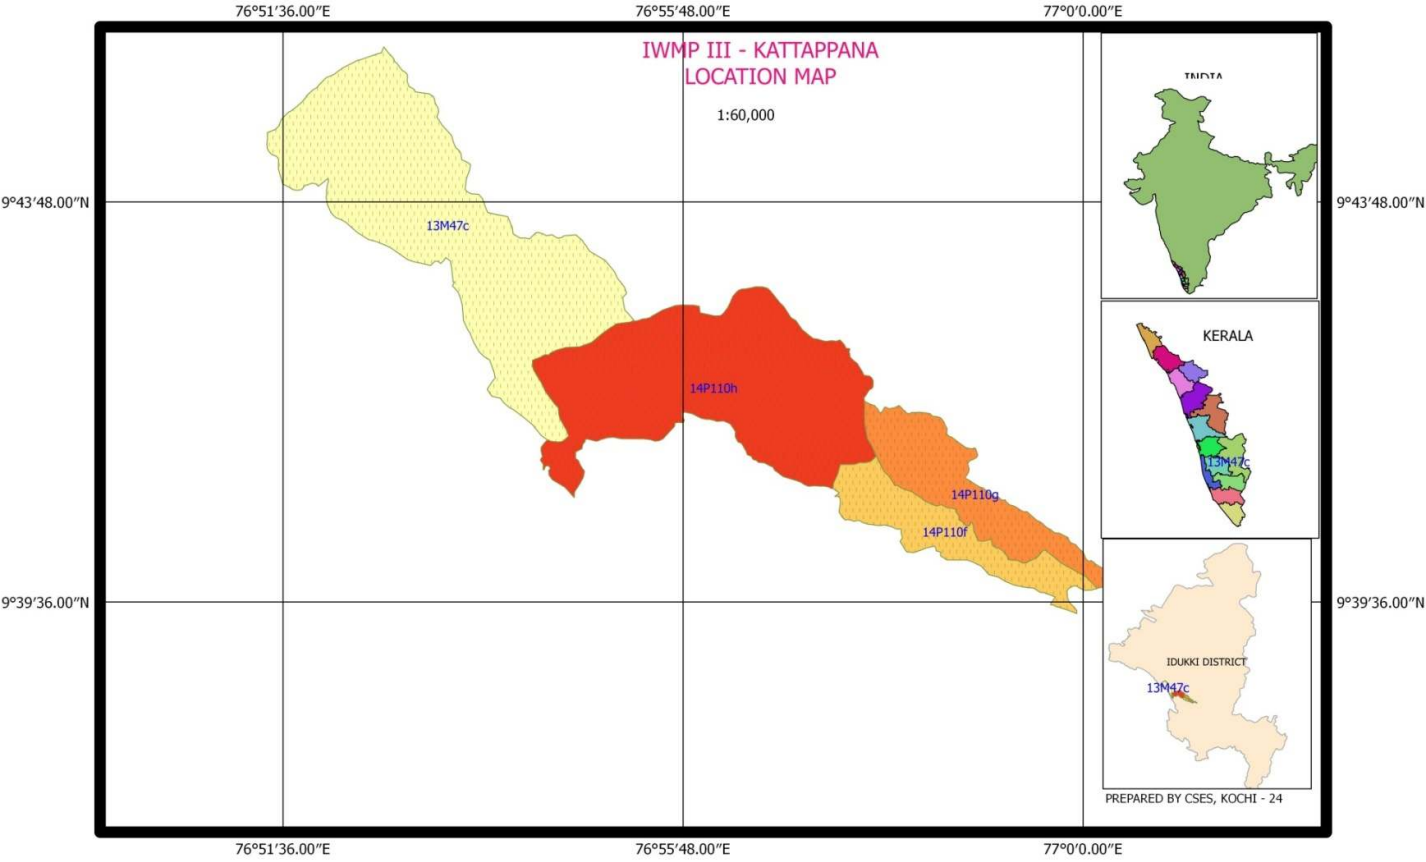 76°51′36.00″E 76°55′48.00″E 77°0′0.00″E
IWMP III - KATTAPPANA
LOCATION MAP
1:60,000
INDIA
9°43′48.00″N 9°43′48.00″N
13M47c
KERALA
14P110h
13M47c
14P110g
14P110f
9°39′36.00″N 9°39′36.00″N
IDUKKI DISTRICT
13M47c
PREPARED BY CSES, KOCHI - 24
76°51′36.00″E 76°55′48.00″E 77°0′0.00″E